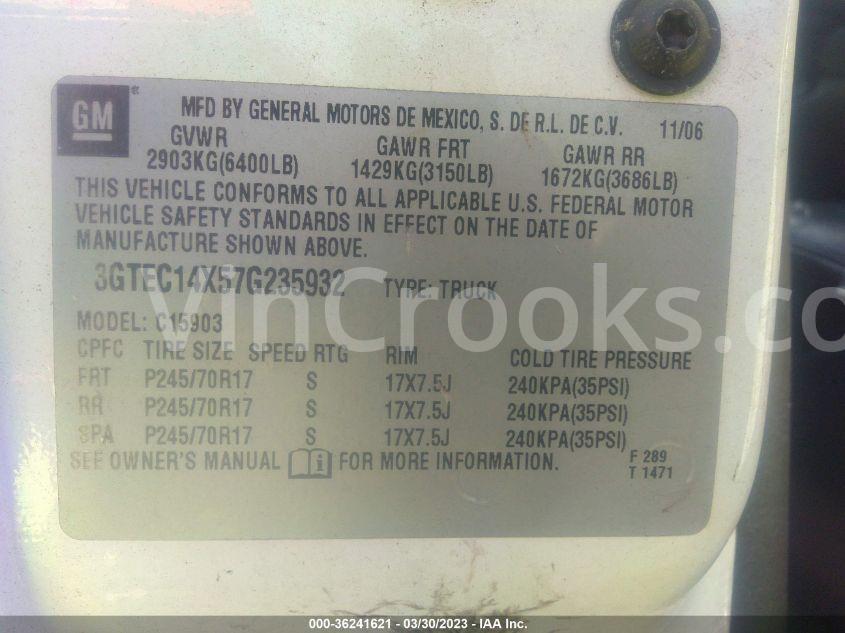 GM
MFD BY GENERAL MOTORS DE MEXICO, S. DE R.L. DE C.V. 11/06
GVWR GAWR FRT GAWR RR
2903KG(6400LB) 1429KG(3150LB) 1672KG(3686LB)
THIS VEHICLE CONFORMS TO ALL APPLICABLE U.S. FEDERAL MOTOR
VEHICLE SAFETY STANDARDS IN EFFECT ON THE DATE OF
MANUFACTURE SHOWN ABOVE.
3GTEC14X57G235932 TYPE: TRUCK
VinCrooks.com
MODEL: C15903
CPFC TIRE SIZE SPEED RTG RIM COLD TIRE PRESSURE
FRT P245/70R17 S 17X7.5J 240KPA(35PSI)
RR P245/70R17 S 17X7.5J 240KPA(35PSI)
SPA P245/70R17 S 17X7.5J 240KPA(35PSI)
SEE OWNER'S MANUAL FOR MORE INFORMATION.
F 289
T 1471
000-36241621 - 03/30/2023 - © IAA Inc.